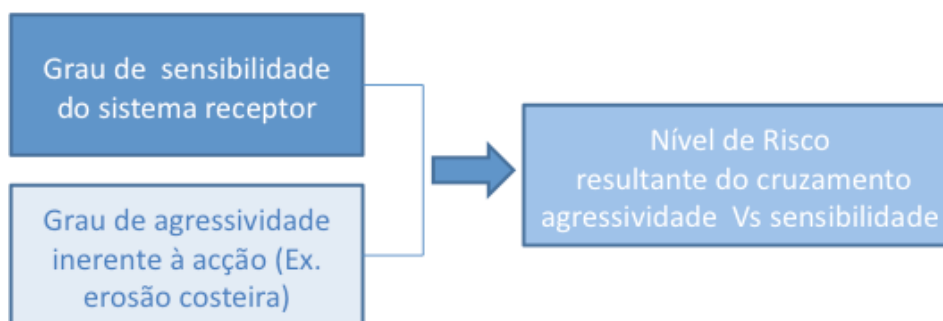 Grau de sensibilidade
do sistema receptor
Grau de agressividade
inerente à acção (Ex.
erosão costeira)
Nível de Risco
resultante do cruzamento
agressividade Vs sensibilidade